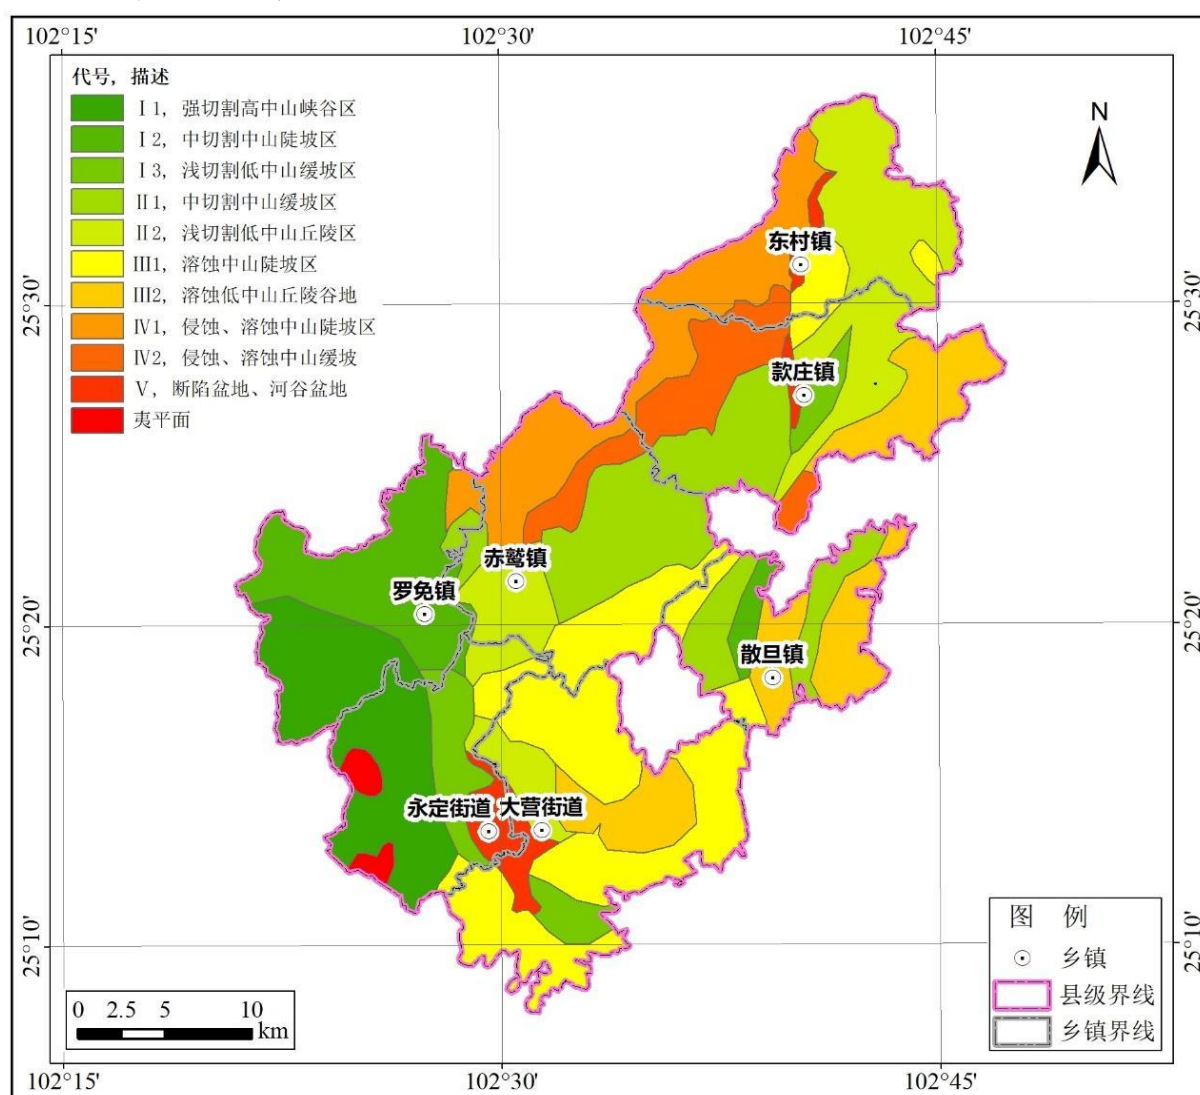 102°15′ 102°30′ 102°45′
代号，描述
Ⅰ1，强切割高中山峡谷区
Ⅰ2，中切割中山陡坡区
Ⅰ3，浅切割低中山缓坡区
Ⅱ1，中切割中山缓坡区
Ⅱ2，浅切割低中山丘陵区
Ⅲ1，溶蚀中山陡坡区
Ⅲ2，溶蚀低中山丘陵谷地
Ⅳ1，侵蚀、溶蚀中山陡坡区
Ⅳ2，侵蚀、溶蚀中山缓坡
Ⅴ，断陷盆地、河谷盆地
夷平面
N
东村镇
25°30′ 25°30′
款庄镇
赤鹫镇
罗免镇
25°20′ 25°20′
散旦镇
永定街道 大营街道
25°10′ 25°10′
图 例
乡镇
县级界线
乡镇界线
0 2.5 5 10
km
102°15′ 102°30′ 102°45′